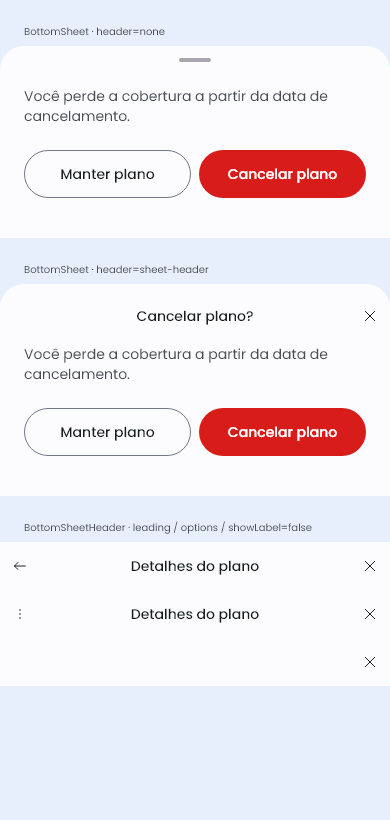 BottomSheet · header=none
Você perde a cobertura a partir da data de
cancelamento.
Manter plano
Cancelar plano
BottomSheet · header=sheet-header
Cancelar plano?
Você perde a cobertura a partir da data de
cancelamento.
Manter plano
Cancelar plano
BottomSheetHeader · leading / options / showLabel=false
Detalhes do plano
Detalhes do plano